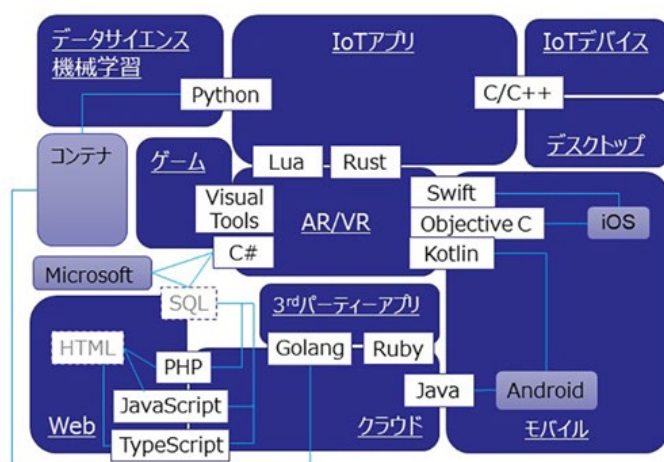 データサイエンス
機械学習
IoTアプリ
IoTデバイス
Python
C/C++
コンテナ
ゲーム
デスクトップ
Lua
Rust
Visual
Tools
AR/VR
Swift
Objective C
iOS
C#
Kotlin
Microsoft
SQL
3rdパーティーアプリ
HTML
PHP
Golang
Ruby
JavaScript
Java
Android
Web
TypeScript
クラウド
モバイル